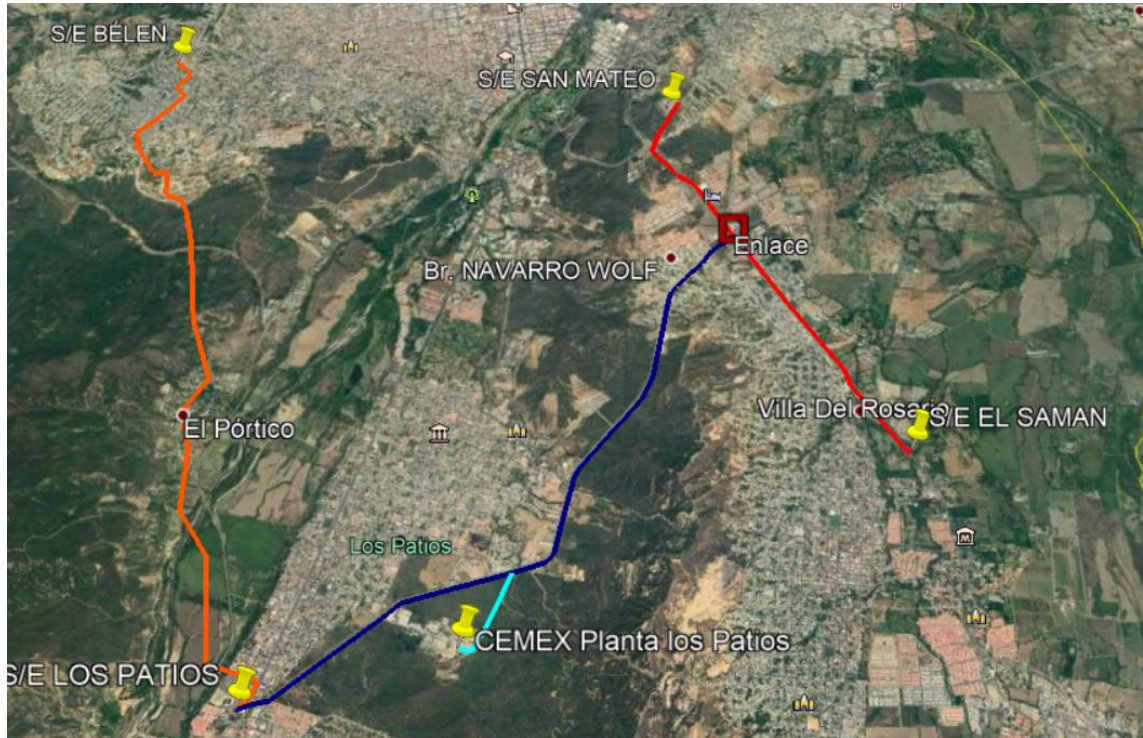 S/E BELEN
S/E SAN MATEO
Enlace
Br. NAVARRO WOLF
Villa Del Rosario
S/E EL SAMAN
El Pórtico
Los Patios
CEMEX Planta los Patios
S/E LOS PATIOS